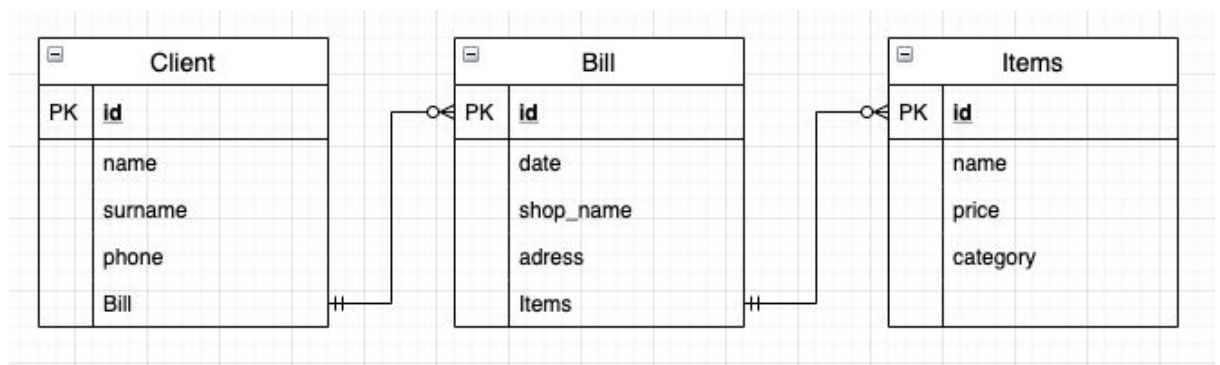 Client
PK id
name
surname
phone
Bill
Bill
PK id
date
shop_name
adress
Items
Items
PK id
name
price
category